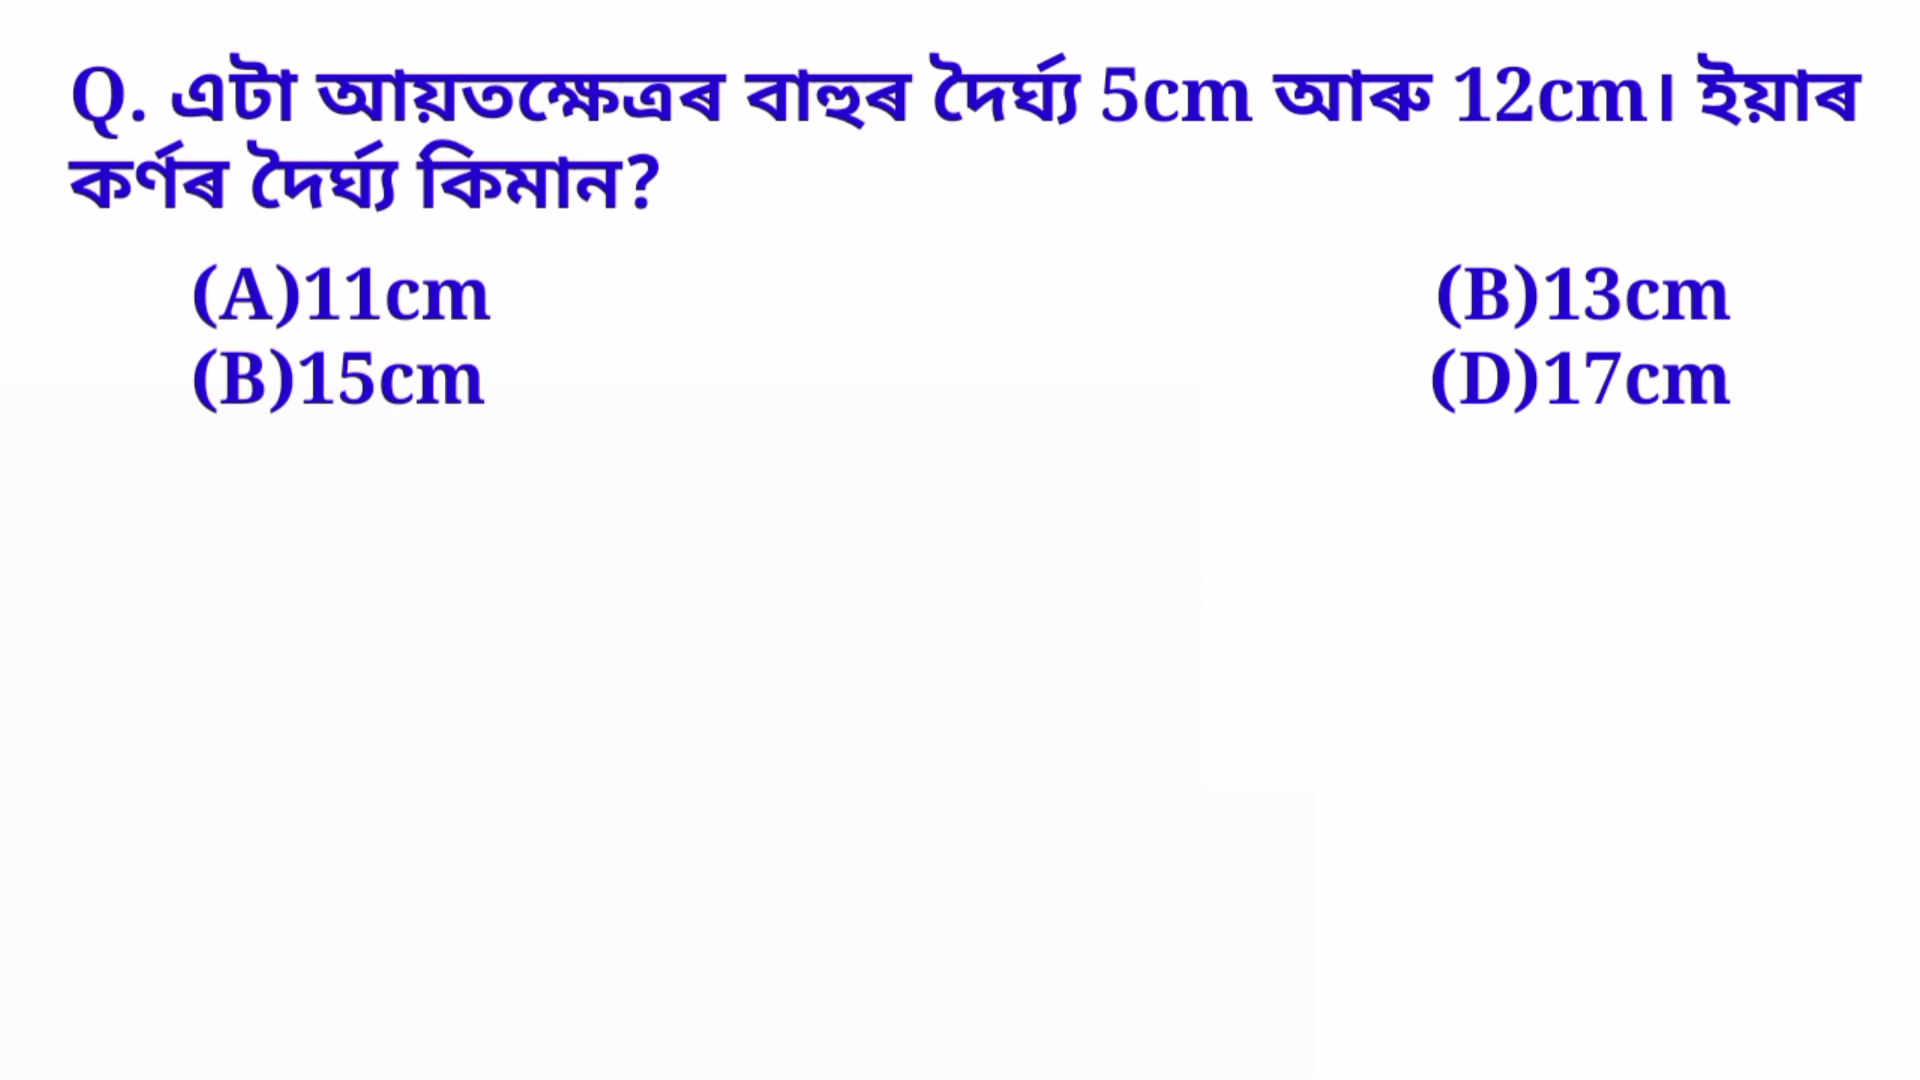 Q. এটা আয়তক্ষেত্ৰৰ বাহুৰ দৈৰ্ঘ্য 5cm আৰু 12cm। ইয়াৰ
কৰ্ণৰ দৈৰ্ঘ্য কিমান?
(A)11cm (B)13cm
(B)15cm (D)17cm